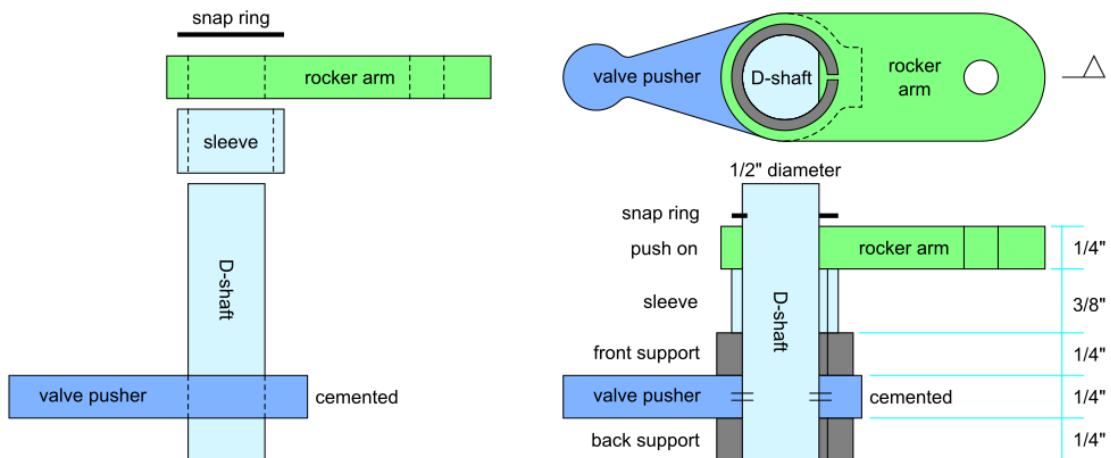 snap ring
rocker arm
sleeve
D-shaft
valve pusher
cemented
valve pusher
D-shaft
rocker
arm
1/2" diameter
snap ring
push on
rocker arm
1/4"
sleeve
D-shaft
3/8"
front support
1/4"
valve pusher
cemented
1/4"
back support
1/4"